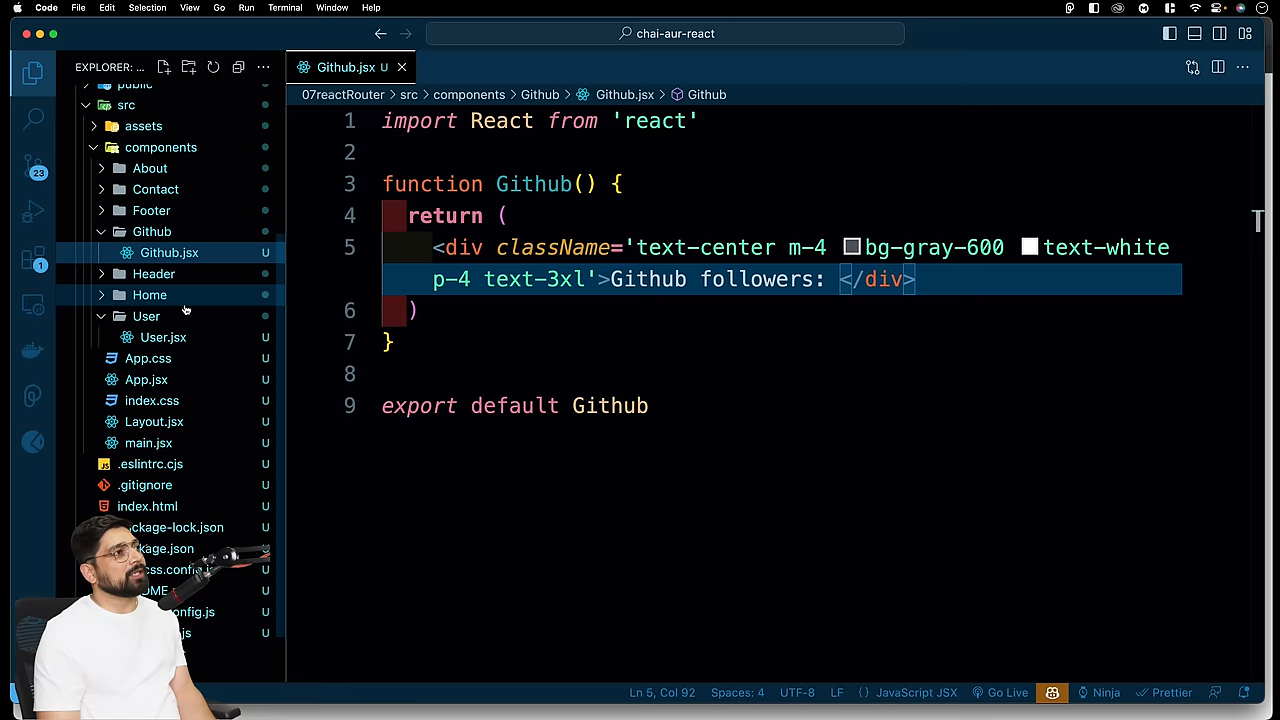 Code File Edit Selection View Go Run Terminal Window Help
chai-aur-react
EXPLORER: ...
Github.jsx U
07reactRouter > src > components > Github > Github.jsx > Github
public
src
assets
components
About
Contact
Footer
Github
Github.jsx U
Header
Home
User
User.jsx U
App.css U
App.jsx U
index.css U
Layout.jsx U
main.jsx U
.eslintrc.cjs U
.gitignore U
index.html U
ckage-lock.json U
kage.json U
css.config.j U
DME. U
onfig.js U
js U
23
1
1 import React from 'react'
2
3 function Github() {
4 return (
5 <div className='text-center m-4 bg-gray-600 text-white
p-4 text-3xl'>Github followers: </div>
6 )
7 }
8
9 export default Github
Ln 5, Col 92 Spaces: 4 UTF-8 LF { } JavaScript JSX Go Live Ninja Prettier